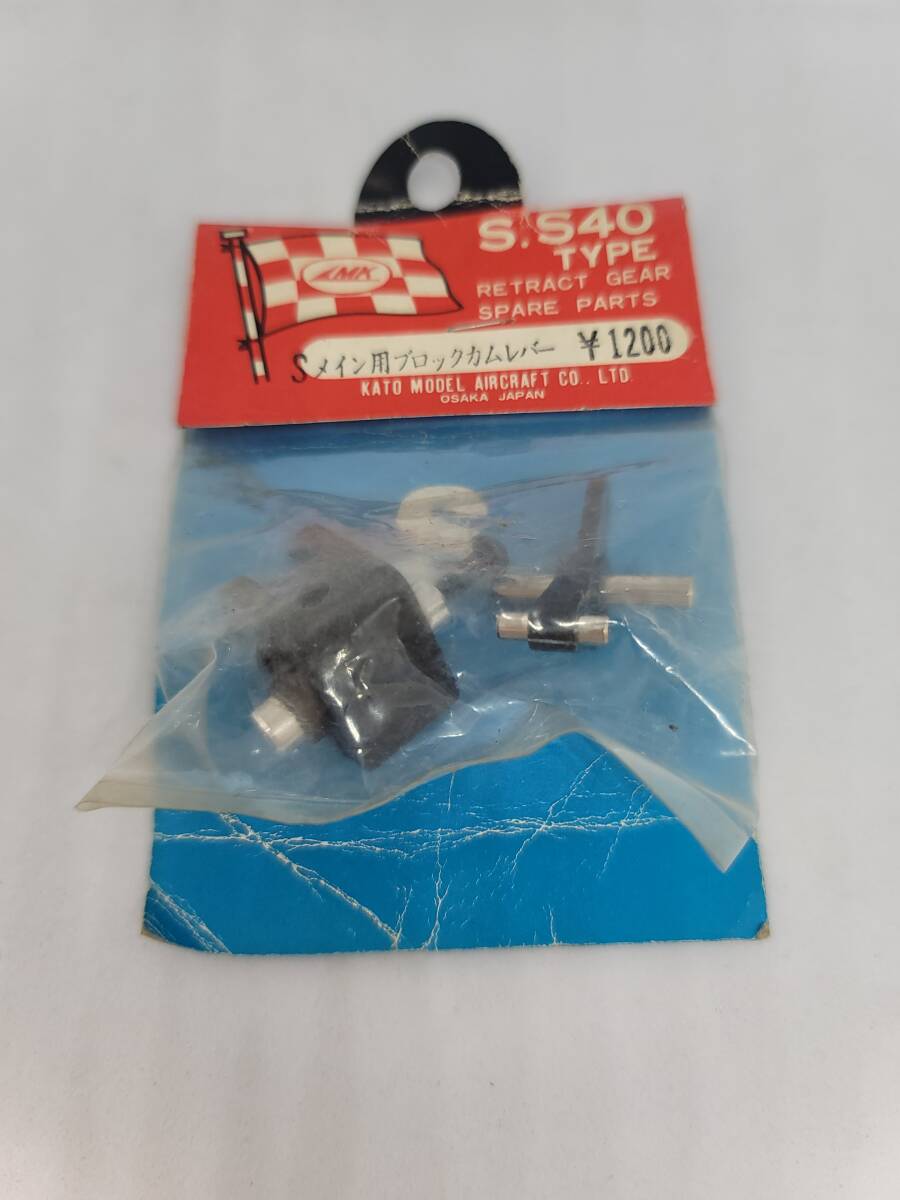 MK
S.S40
TYPE
RETRACT GEAR
SPARE PARTS
Sメイン用ブロックカムレバー ¥1200
KATO MODEL AIRCRAFT CO., LTD.
OSAKA JAPAN